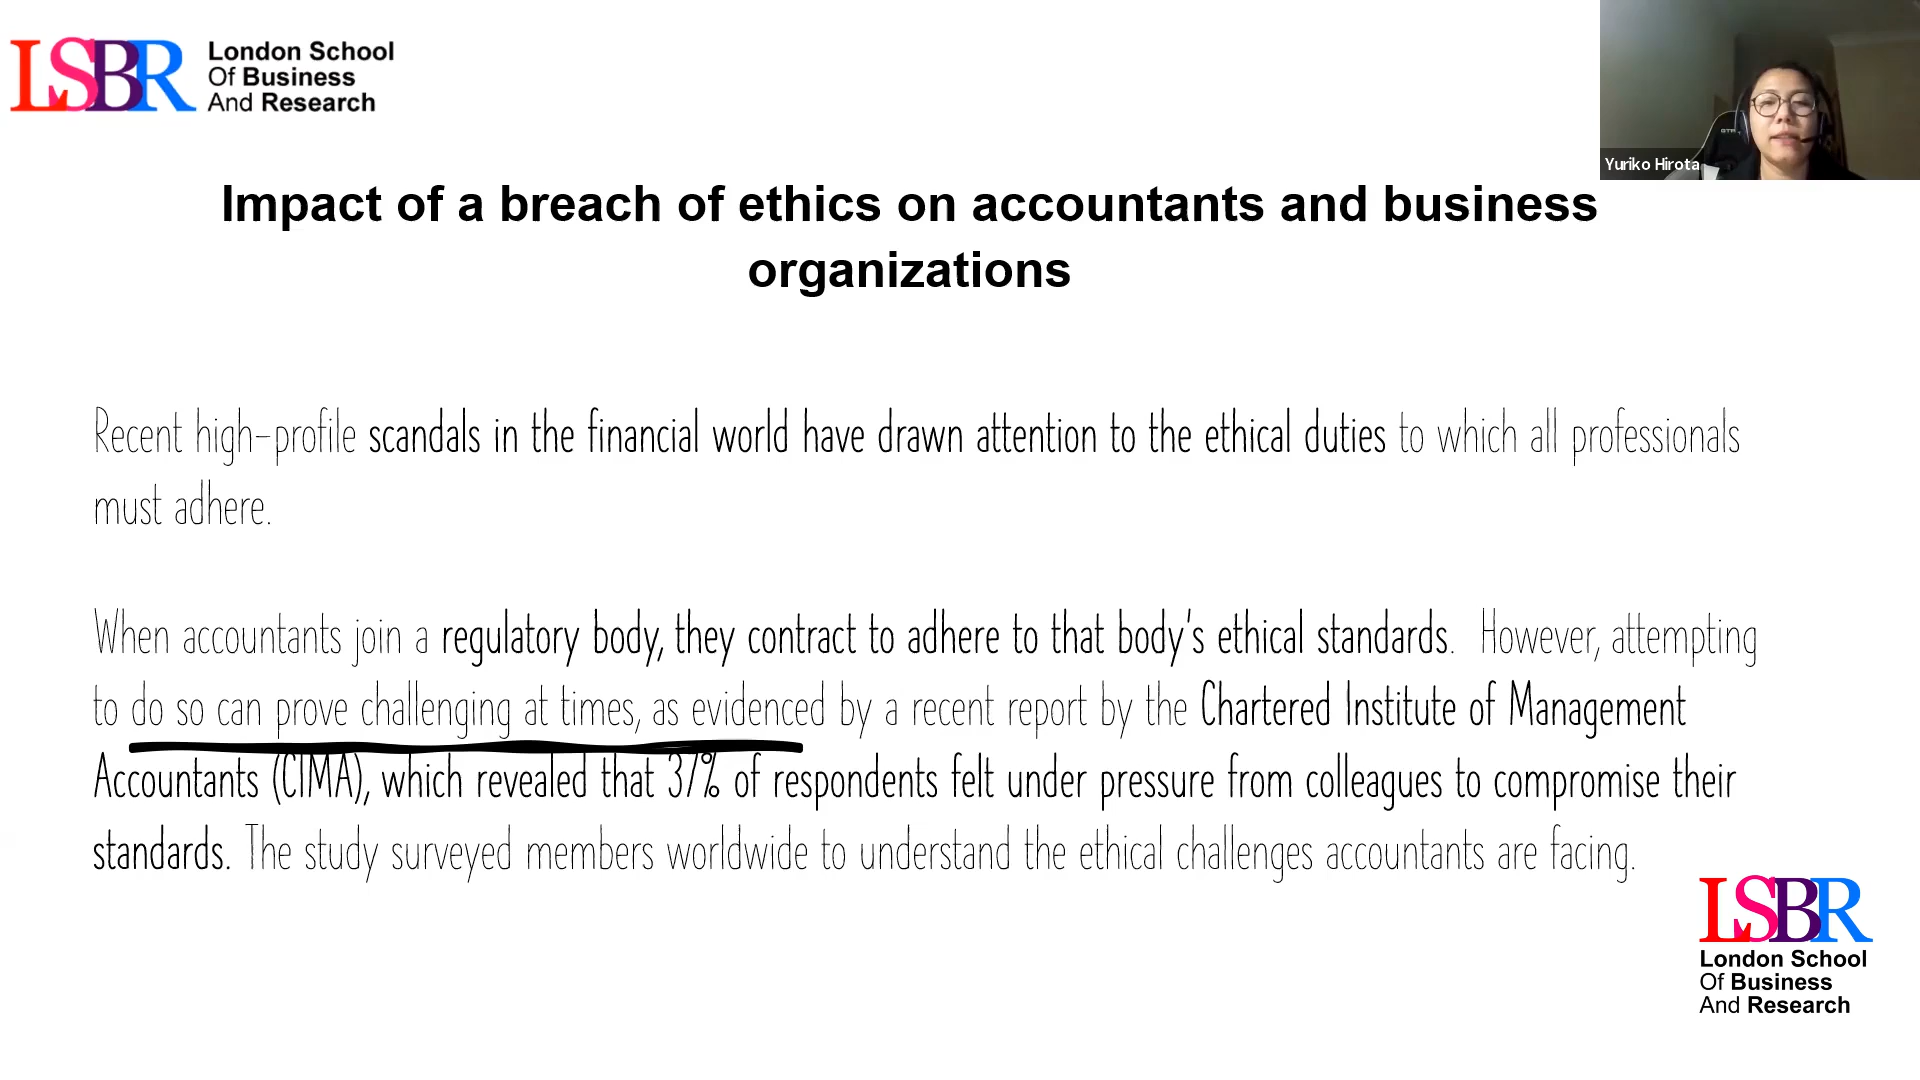 LSBR
London School
Of Business
And Research
GTR
Yuriko Hirota
Impact of a breach of ethics on accountants and business
organizations
Recent high-profile scandals in the financial world have drawn attention to the ethical duties to which all professionals
must adhere.
When accountants join a regulatory body, they contract to adhere to that body's ethical standards. However, attempting
to do so can prove challenging at times, as evidenced by a recent report by the Chartered Institute of Management
Accountants (CIMA), which revealed that 37% of respondents felt under pressure from colleagues to compromise their
standards. The study surveyed members worldwide to understand the ethical challenges accountants are facing.
LSBR
London School
Of Business
And Research